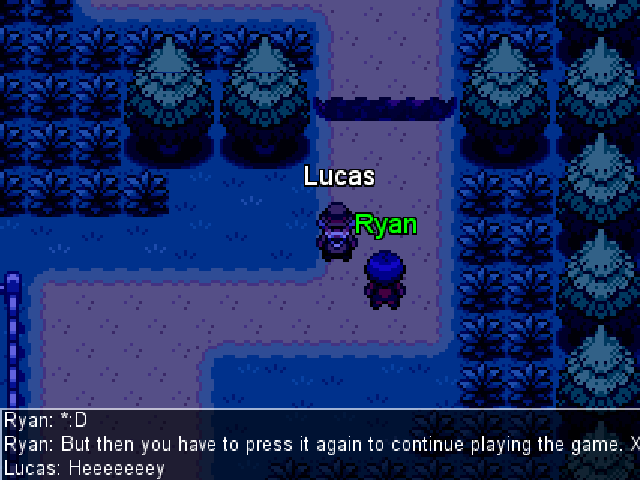 Lucas
Ryan
Ryan: *:D
Ryan: But then you have to press it again to continue playing the game. X
Lucas: Heeeeeeey